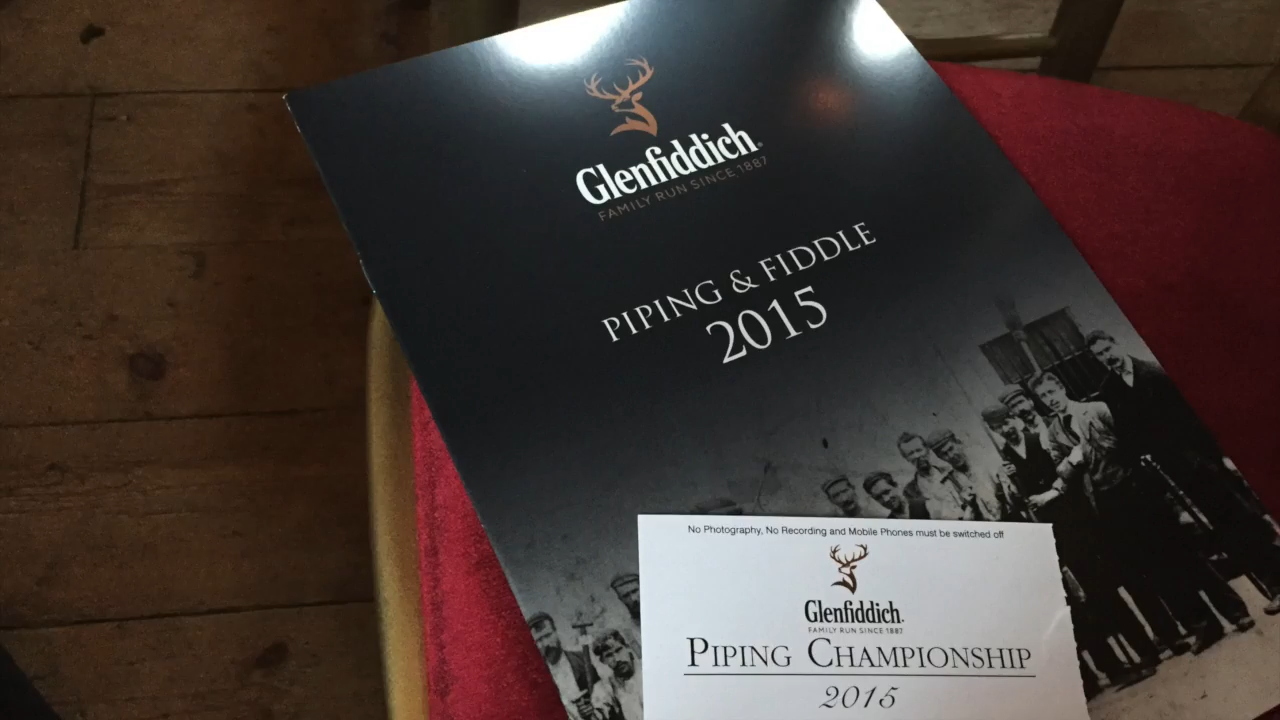 Glenfiddich
FAMILY RUN SINCE 1887
PIPING & FIDDLE
2015
No Photography, No Recording and Mobile Phones must be switched off
Glenfiddich
FAMILY RUN SINCE 1887
PIPING CHAMPIONSHIP
2015